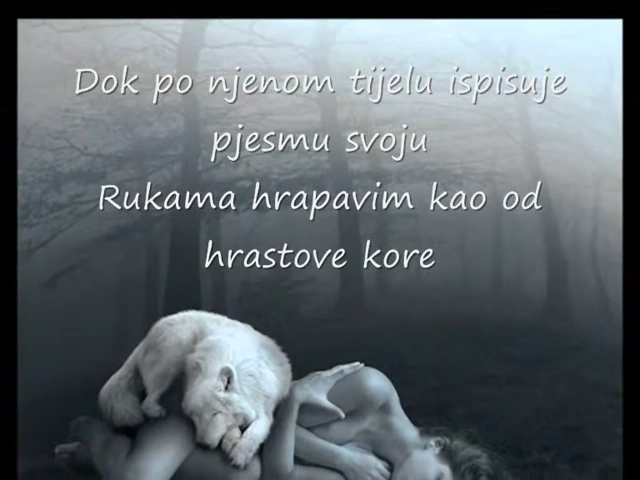 Dok po njenom tijelu ispisuje
pjesmu svoju
Rukama hrapavim kao od
hrastove kore